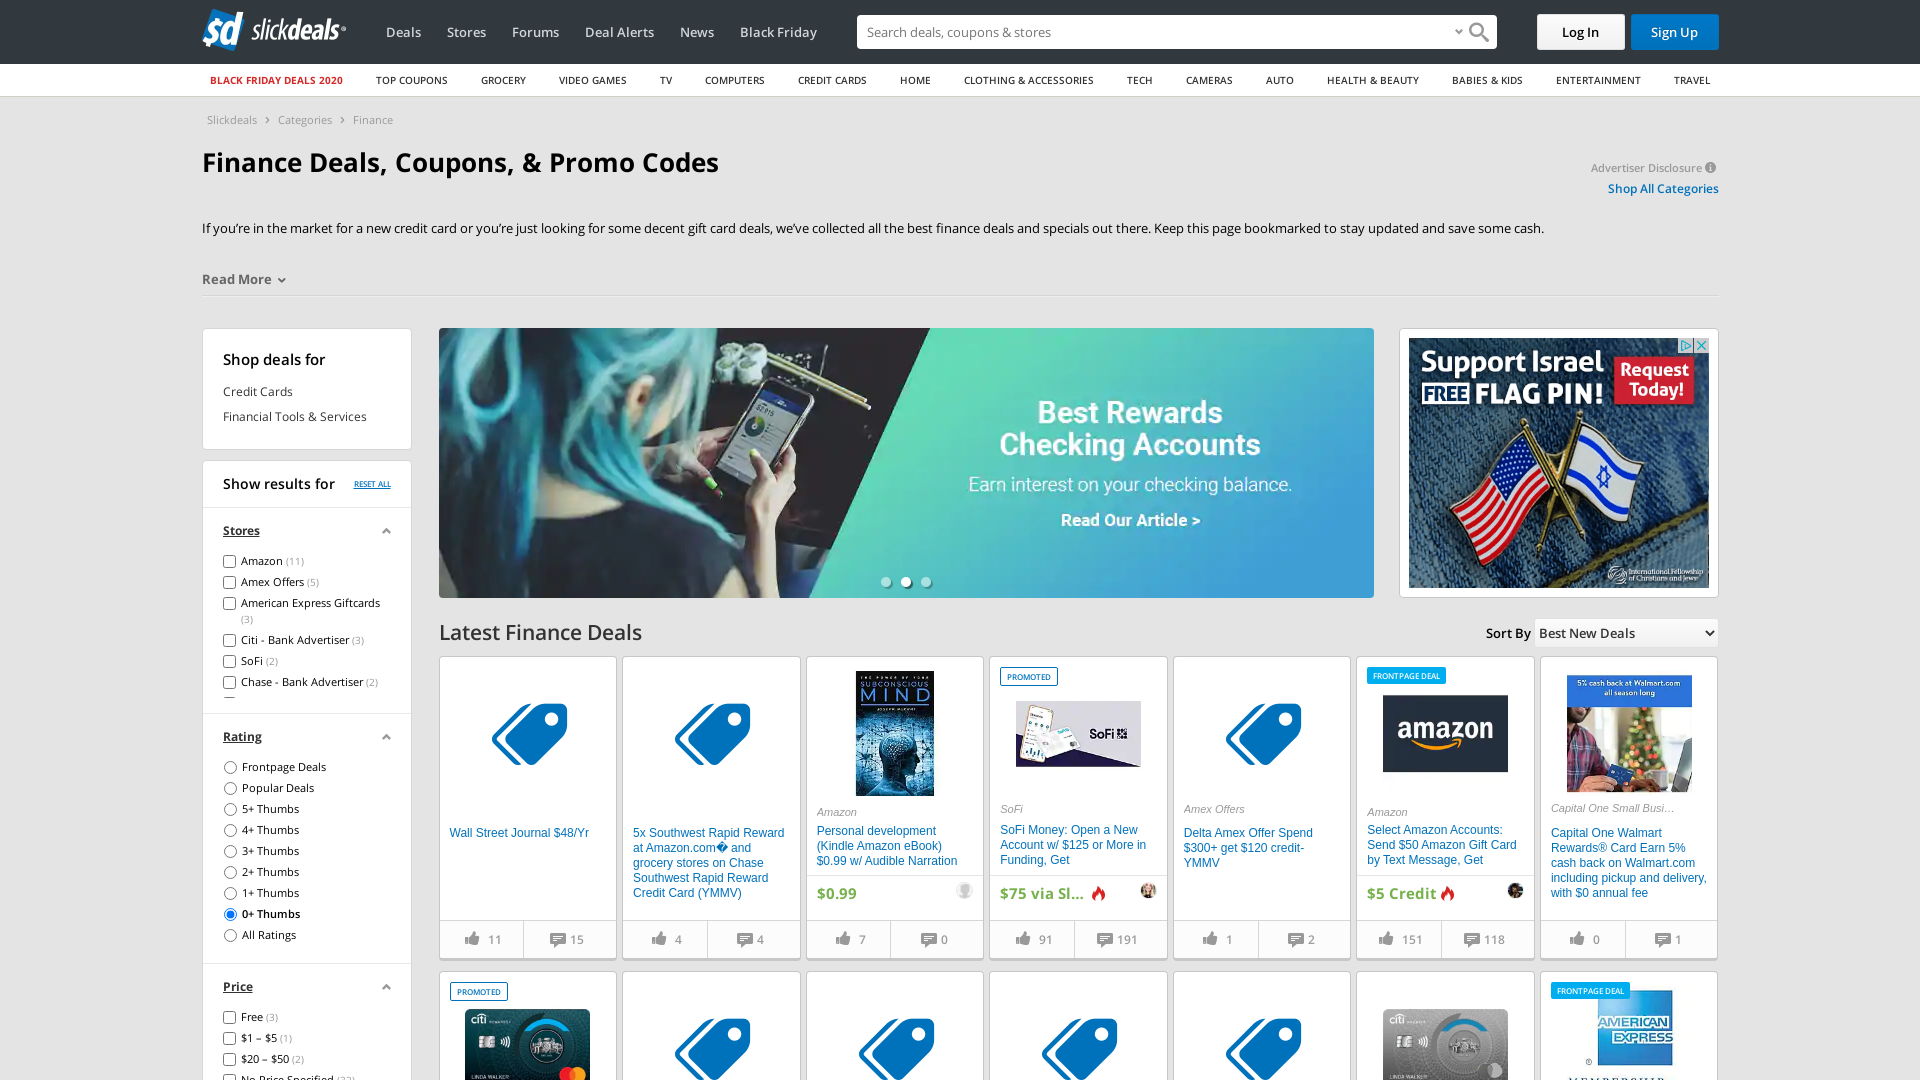 slickdeals
Deals
Stores
Forums
Deal Alerts
News
Black Friday
Search deals, coupons & stores
Log In
Sign Up
BLACK FRIDAY DEALS 2020
TOP COUPONS
GROCERY
VIDEO GAMES
TV
COMPUTERS
CREDIT CARDS
HOME
CLOTHING & ACCESSORIES
TECH
CAMERAS
AUTO
HEALTH & BEAUTY
BABIES & KIDS
ENTERTAINMENT
TRAVEL
Slickdeals
Categories
Finance
Finance Deals, Coupons, & Promo Codes
Advertiser Disclosure
Shop All Categories
If you’re in the market for a new credit card or you’re just looking for some decent gift card deals, we’ve collected all the best finance deals and specials out there. Keep this page bookmarked to stay updated and save some cash.
Read More
Shop deals for
Credit Cards
Financial Tools & Services
Show results for
RESET ALL
Stores
Amazon (11)
Amex Offers (5)
American Express Giftcards
(3)
Citi - Bank Advertiser (3)
SoFi (2)
Chase - Bank Advertiser (2)
Rating
Frontpage Deals
Popular Deals
5+ Thumbs
4+ Thumbs
3+ Thumbs
2+ Thumbs
1+ Thumbs
0+ Thumbs
All Ratings
Price
Free (3)
$1 – $5 (1)
$20 – $50 (2)
No Price Specified (33)
Best Rewards
Checking Accounts
Earn interest on your checking balance.
Read Our Article >
Support Israel
FREE FLAG PIN!
Request
Today!
International Fellowship
of Christians and Jews
Latest Finance Deals
Sort By
Best New Deals
Wall Street Journal $48/Yr
11
15
5x Southwest Rapid Reward
at Amazon.com� and
grocery stores on Chase
Southwest Rapid Reward
Credit Card (YMMV)
4
4
THE POWER OF YOUR
SUBCONSCIOUS
MIND
JOSEPH MURPHY
Amazon
Personal development
(Kindle Amazon eBook)
$0.99 w/ Audible Narration
$0.99
7
0
PROMOTED
SoFi
SoFi
SoFi Money: Open a New
Account w/ $125 or More in
Funding, Get
$75 via Sl...
91
191
Amex Offers
Delta Amex Offer Spend
$300+ get $120 credit-
YMMV
1
2
FRONTPAGE DEAL
amazon
Amazon
Select Amazon Accounts:
Send $50 Amazon Gift Card
by Text Message, Get
$5 Credit
151
118
5% cash back at Walmart.com
all season long
Capital One Small Busi…
Capital One Walmart
Rewards® Card Earn 5%
cash back on Walmart.com
including pickup and delivery,
with $0 annual fee
0
1
PROMOTED
citi
LINDA WALKER
citi
LINDA WALKER
FRONTPAGE DEAL
AMERICAN
EXPRESS
®
MEMBERSHIP